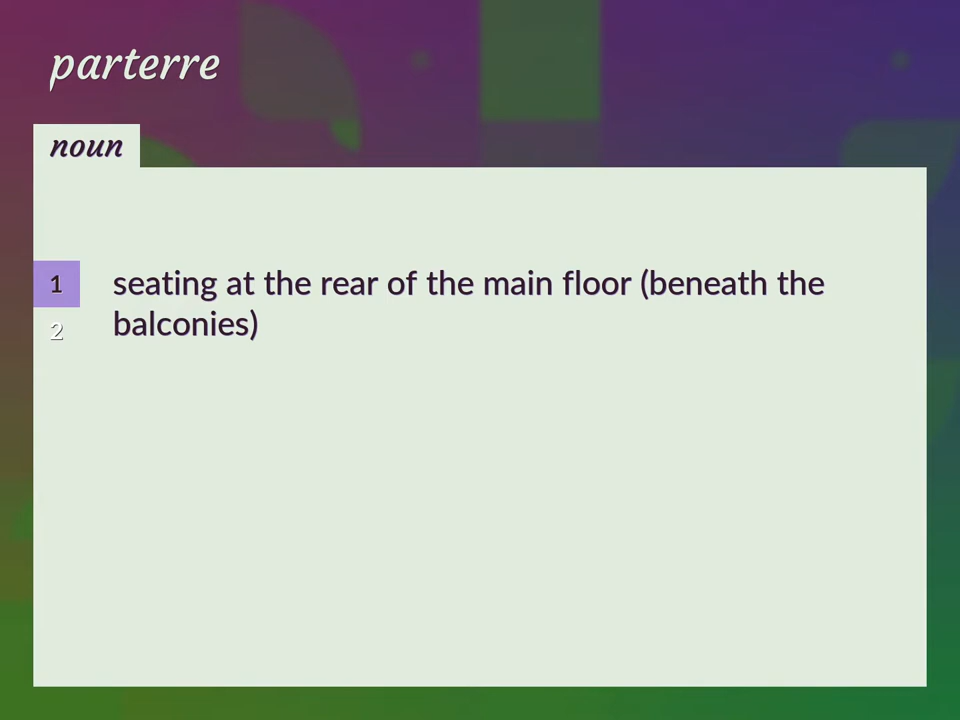 parterre
noun
1 seating at the rear of the main floor (beneath the
balconies)
2